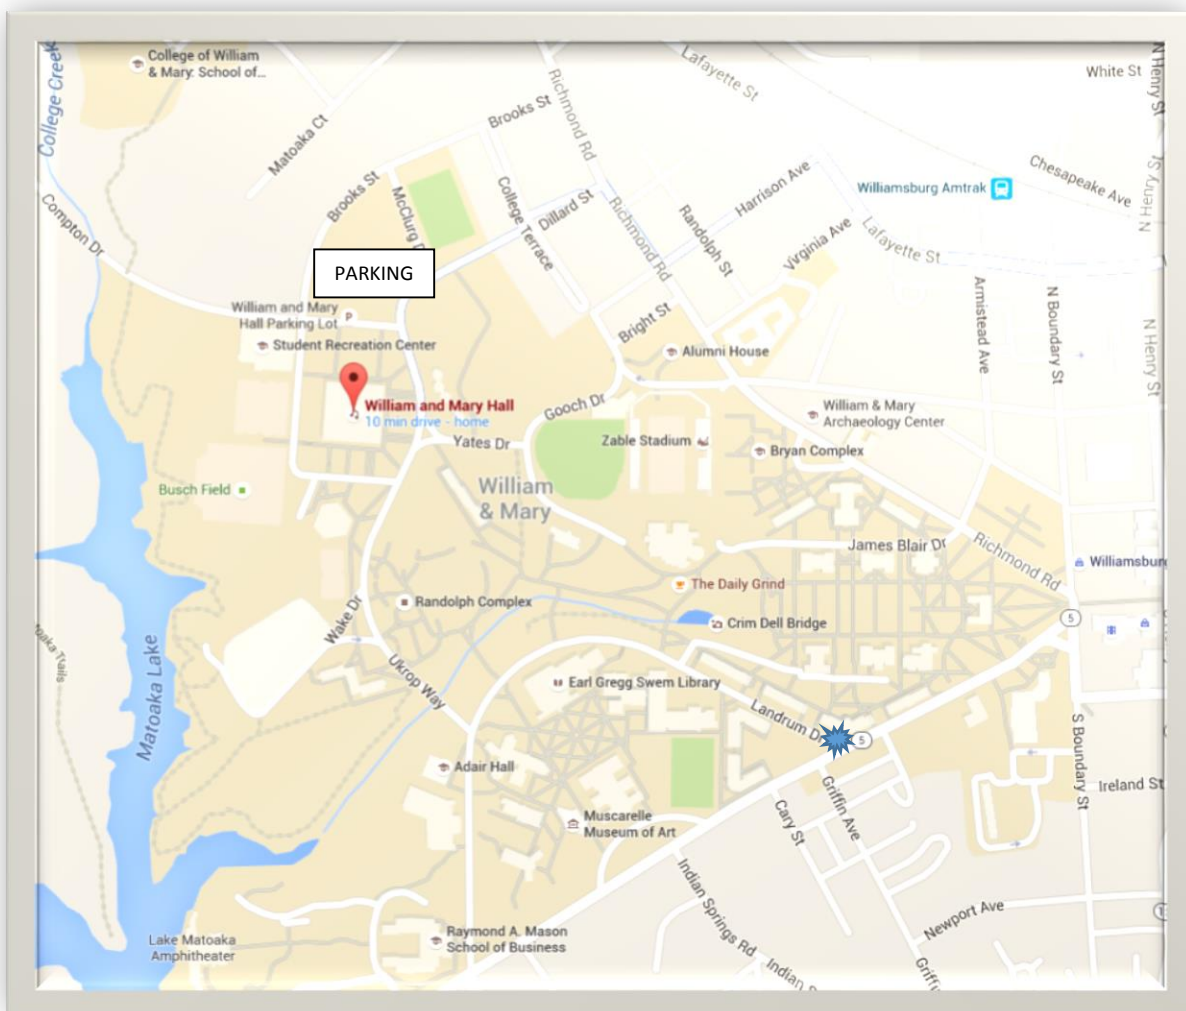 College of William
& Mary: School of...
College Creek
Lafayette St
White St
N Henry St
Richmond Rd
Brooks St
Matoaka Ct
Chesapeake Ave
Williamsburg Amtrak
Harrison Ave
N Henry St
Brooks St
McClurg
College Terrace
Dillard St
Richmond Rd
Randolph St
Virginia Ave
Lafayette St
Compton Dr
PARKING
Armistead Ave
N Boundary St
N Henry St
William and Mary
Hall Parking Lot
P
Bright St
Student Recreation Center
Alumni House
William and Mary Hall
10 min drive - home
Gooch Dr
William & Mary
Archaeology Center
Yates Dr
Zable Stadium
Bryan Complex
Busch Field
William
& Mary
James Blair Dr
Richmond Rd
Williamsburg
The Daily Grind
Randolph Complex
Wake Dr
Crim Dell Bridge
5
Matoaka Lake
Ukrop Way
Earl Gregg Swem Library
Landrum Dr
5
S Boundary St
Adair Hall
Ireland St
Griffin Ave
Cary St
Muscarelle
Museum of Art
Indian Springs Rd
Newport Ave
Lake Matoaka
Amphitheater
Raymond A. Mason
School of Business
Indian
Griffi